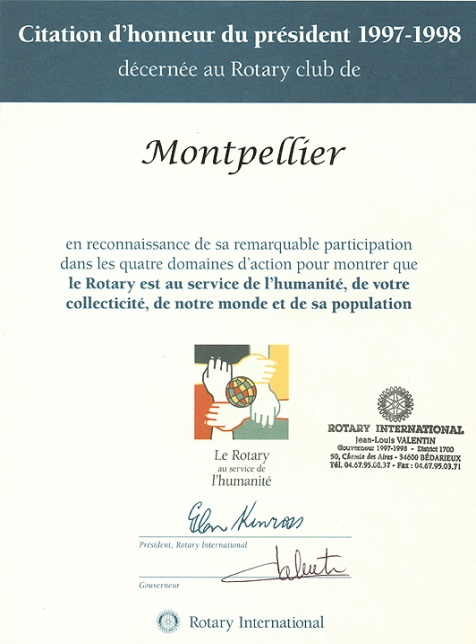 Citation d'honneur du président 1997-1998
décernée au Rotary club de
Montpellier
en reconnaissance de sa remarquable participation
dans les quatre domaines d'action pour montrer que
le Rotary est au service de l'humanité, de votre
collecticité, de notre monde et de sa population
Le Rotary
au service de
l'humanité
ROTARY INTERNATIONAL
Jean-Louis VALENTIN
Gouverneur 1997-1998 - District 1700
50, Chemin des Aires - 34600 BÉDARIEUX
Tél. 04.67.95.08.37 - Fax : 04.67.95.03.71
Glen Kinross
Président, Rotary International
Gouverneur
Rotary International